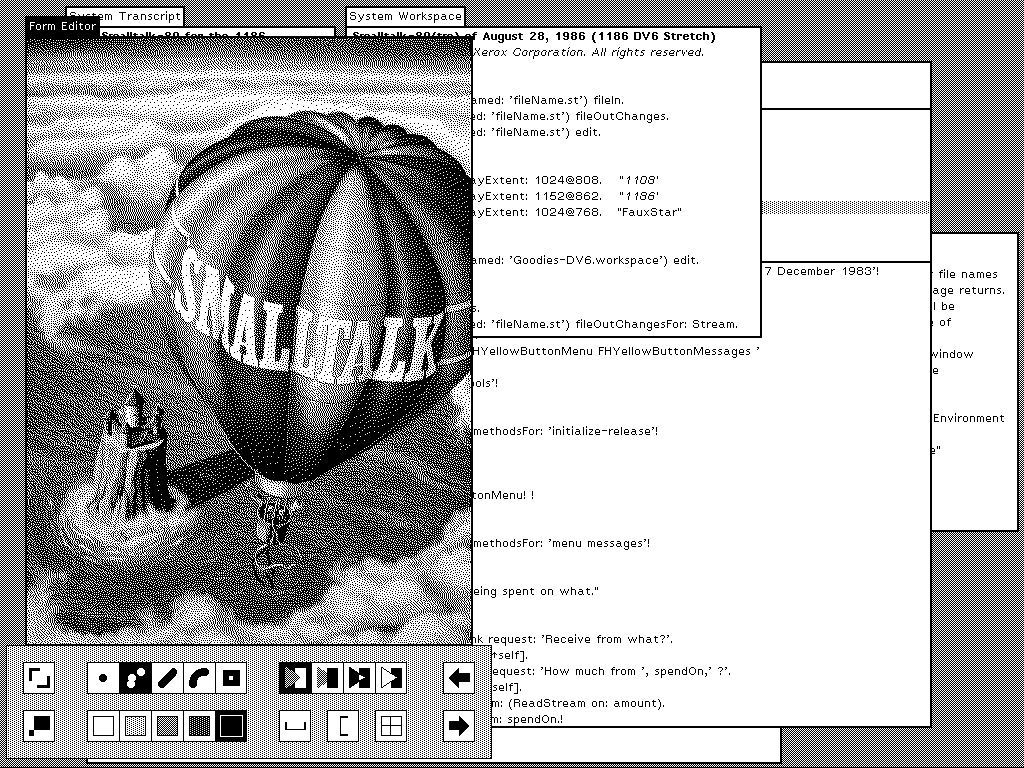 System Transcript
System Workspace
Form Editor
Smalltalk-80 for the 1186
of August 28, 1986 (1186 DV6 Stretch)
Xerox Corporation. All rights reserved.
amed: 'fileName.st') fileIn.
ed: 'fileName.st') fileOutChanges.
ed: 'fileName.st') edit.
ayExtent: 1024@808. "1108"
ayExtent: 1152@862. "1186"
ayExtent: 1024@768. "FauxStar"
amed: 'Goodies-DV6.workspace') edit.
s.
ed: 'fileName.st') fileOutChangesFor: Stream.
7 December 1983'!
file names
age returns.
l be
of
window
e
Environment
e"
HYellowButtonMenu FHYellowButtonMessages '
ols'!
methodsFor: 'initialize-release'!
tonMenu! !
methodsFor: 'menu messages'!
eing spent on what."
nk request: 'Receive from what?'.
↑self].
equest: 'How much from ', spendOn,' ?'.
self].
m: (ReadStream on: amount).
m: spendOn.!
SMALLTALK